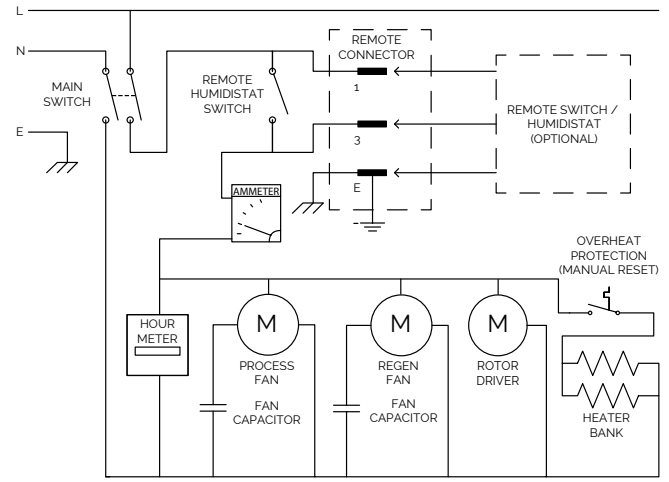 L
N
E
MAIN
SWITCH
REMOTE
HUMIDISTAT
SWITCH
REMOTE
CONNECTOR
1
3
E
REMOTE SWITCH /
HUMIDISTAT
(OPTIONAL)
AMMETER
OVERHEAT
PROTECTION
(MANUAL RESET)
HOUR
METER
M
PROCESS
FAN
FAN
CAPACITOR
M
REGEN
FAN
FAN
CAPACITOR
M
ROTOR
DRIVER
HEATER
BANK